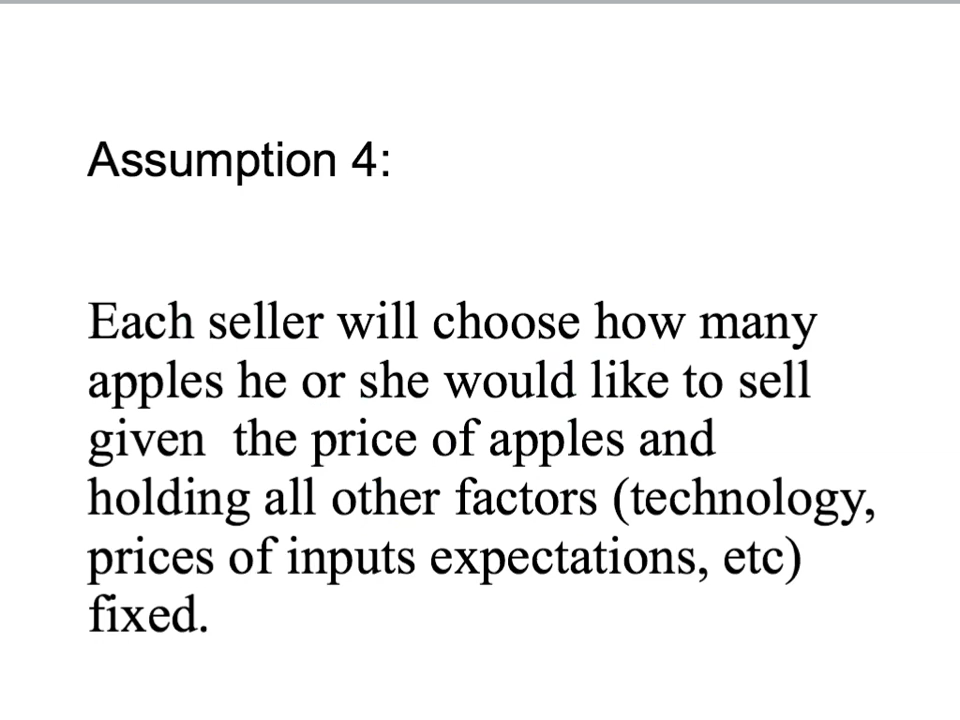 Assumption 4:
Each seller will choose how many
apples he or she would like to sell
given  the price of apples and
holding all other factors (technology,
prices of inputs expectations, etc)
fixed.